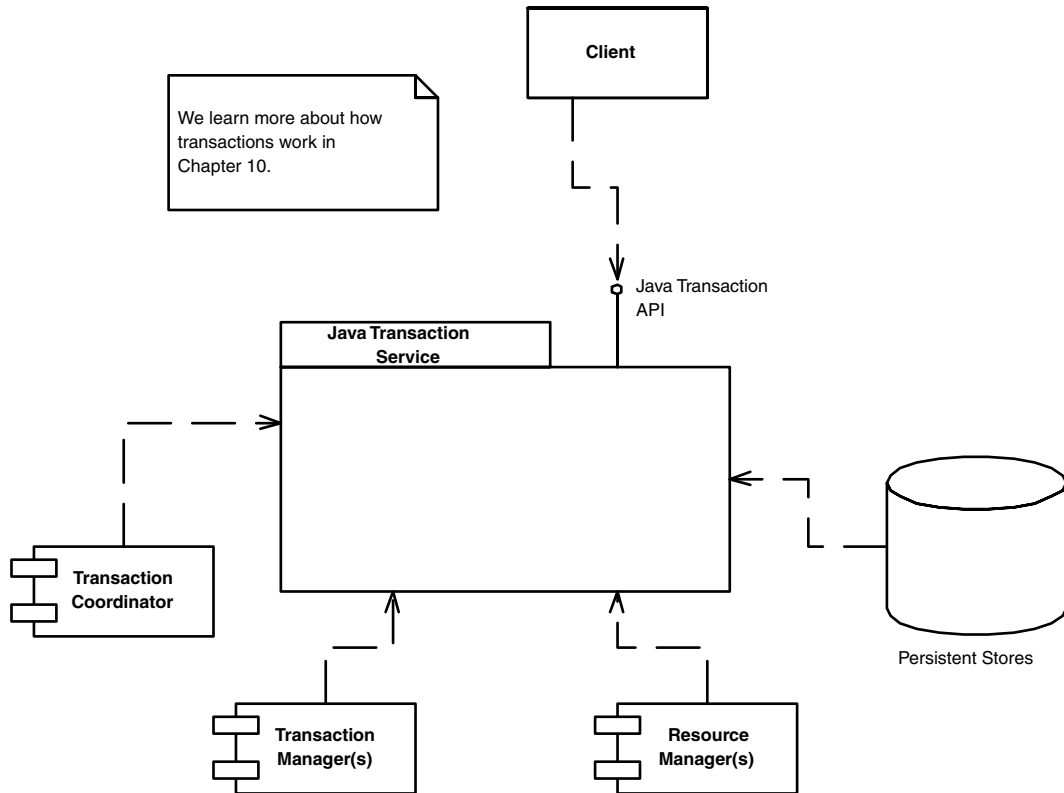 Client
We learn more about how
transactions work in
Chapter 10.
Java Transaction
API
Java Transaction
Service
Transaction
Coordinator
Persistent Stores
Transaction
Manager(s)
Resource
Manager(s)